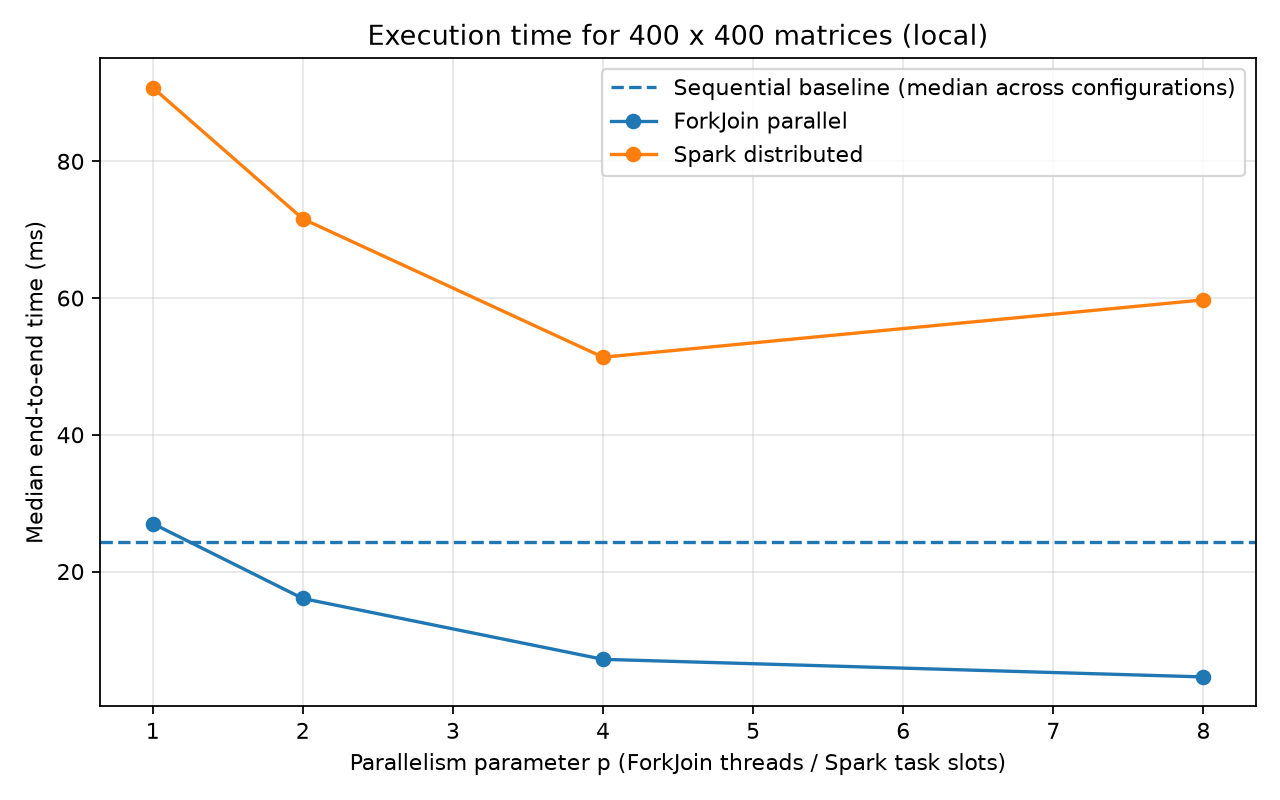 Execution time for 400 x 400 matrices (local)
Sequential baseline (median across configurations)
ForkJoin parallel
Spark distributed
Median end-to-end time (ms)
80
60
40
20
1 2 3 4 5 6 7 8
Parallelism parameter p (ForkJoin threads / Spark task slots)